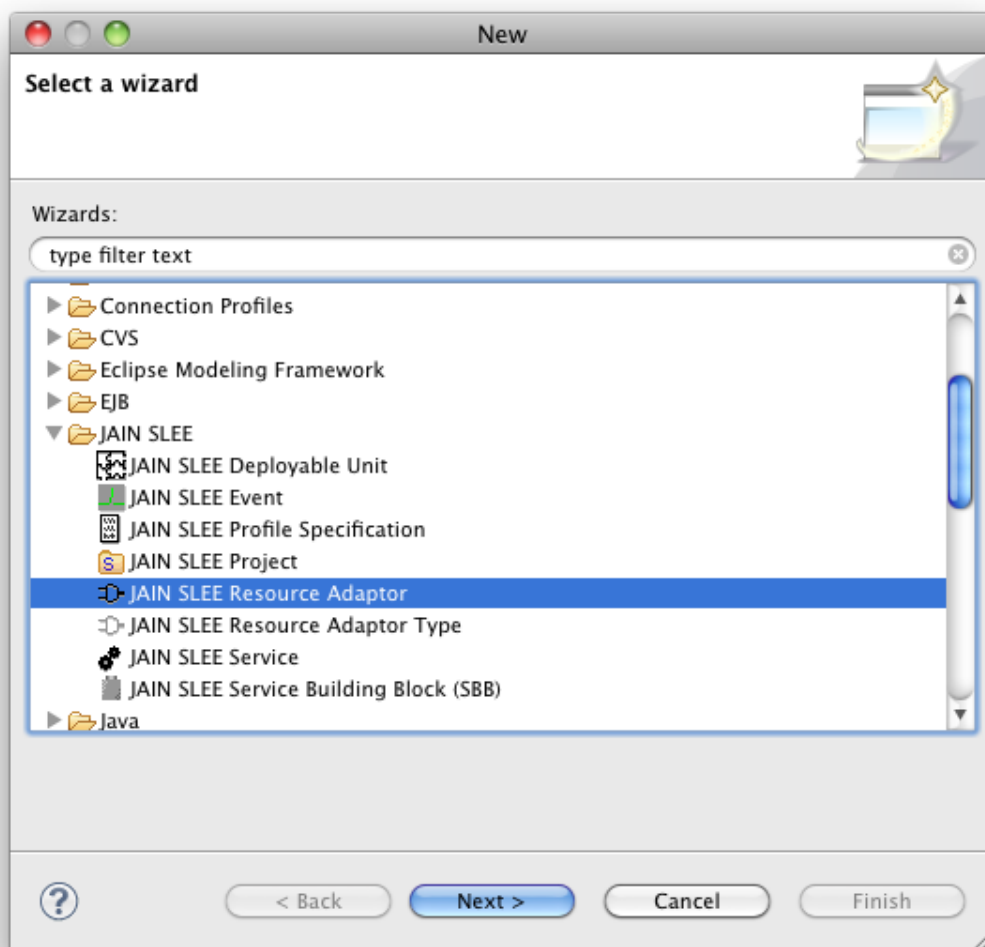 New
Select a wizard
Wizards:
type filter text
Connection Profiles
CVS
Eclipse Modeling Framework
EJB
JAIN SLEE
JAIN SLEE Deployable Unit
JAIN SLEE Event
JAIN SLEE Profile Specification
JAIN SLEE Project
JAIN SLEE Resource Adaptor
JAIN SLEE Resource Adaptor Type
JAIN SLEE Service
JAIN SLEE Service Building Block (SBB)
Java
? < Back Next > Cancel Finish